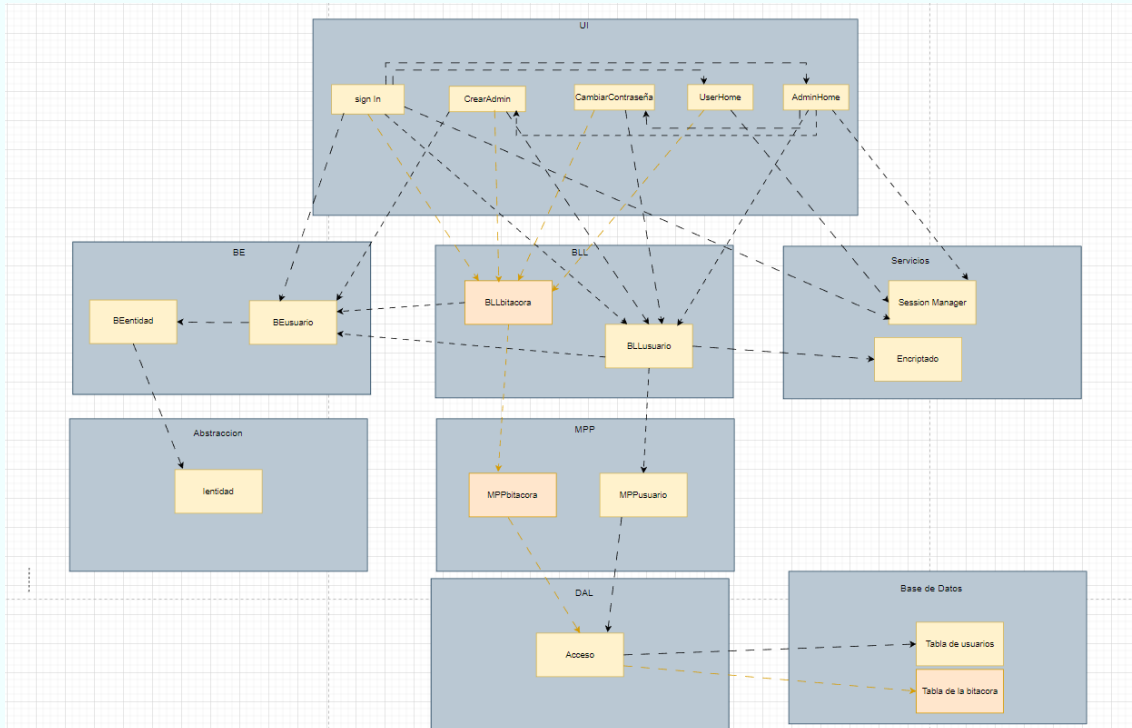 UI
sign In
CrearAdmin
CambiarContraseña
UserHome
AdminHome
BE
BEentidad
BEusuario
BLL
BLLbitacora
BLLusuario
Servicios
Session Manager
Encriptado
Abstraccion
Ientidad
MPP
MPPbitacora
MPPusuario
DAL
Acceso
Base de Datos
Tabla de usuarios
Tabla de la bitacora